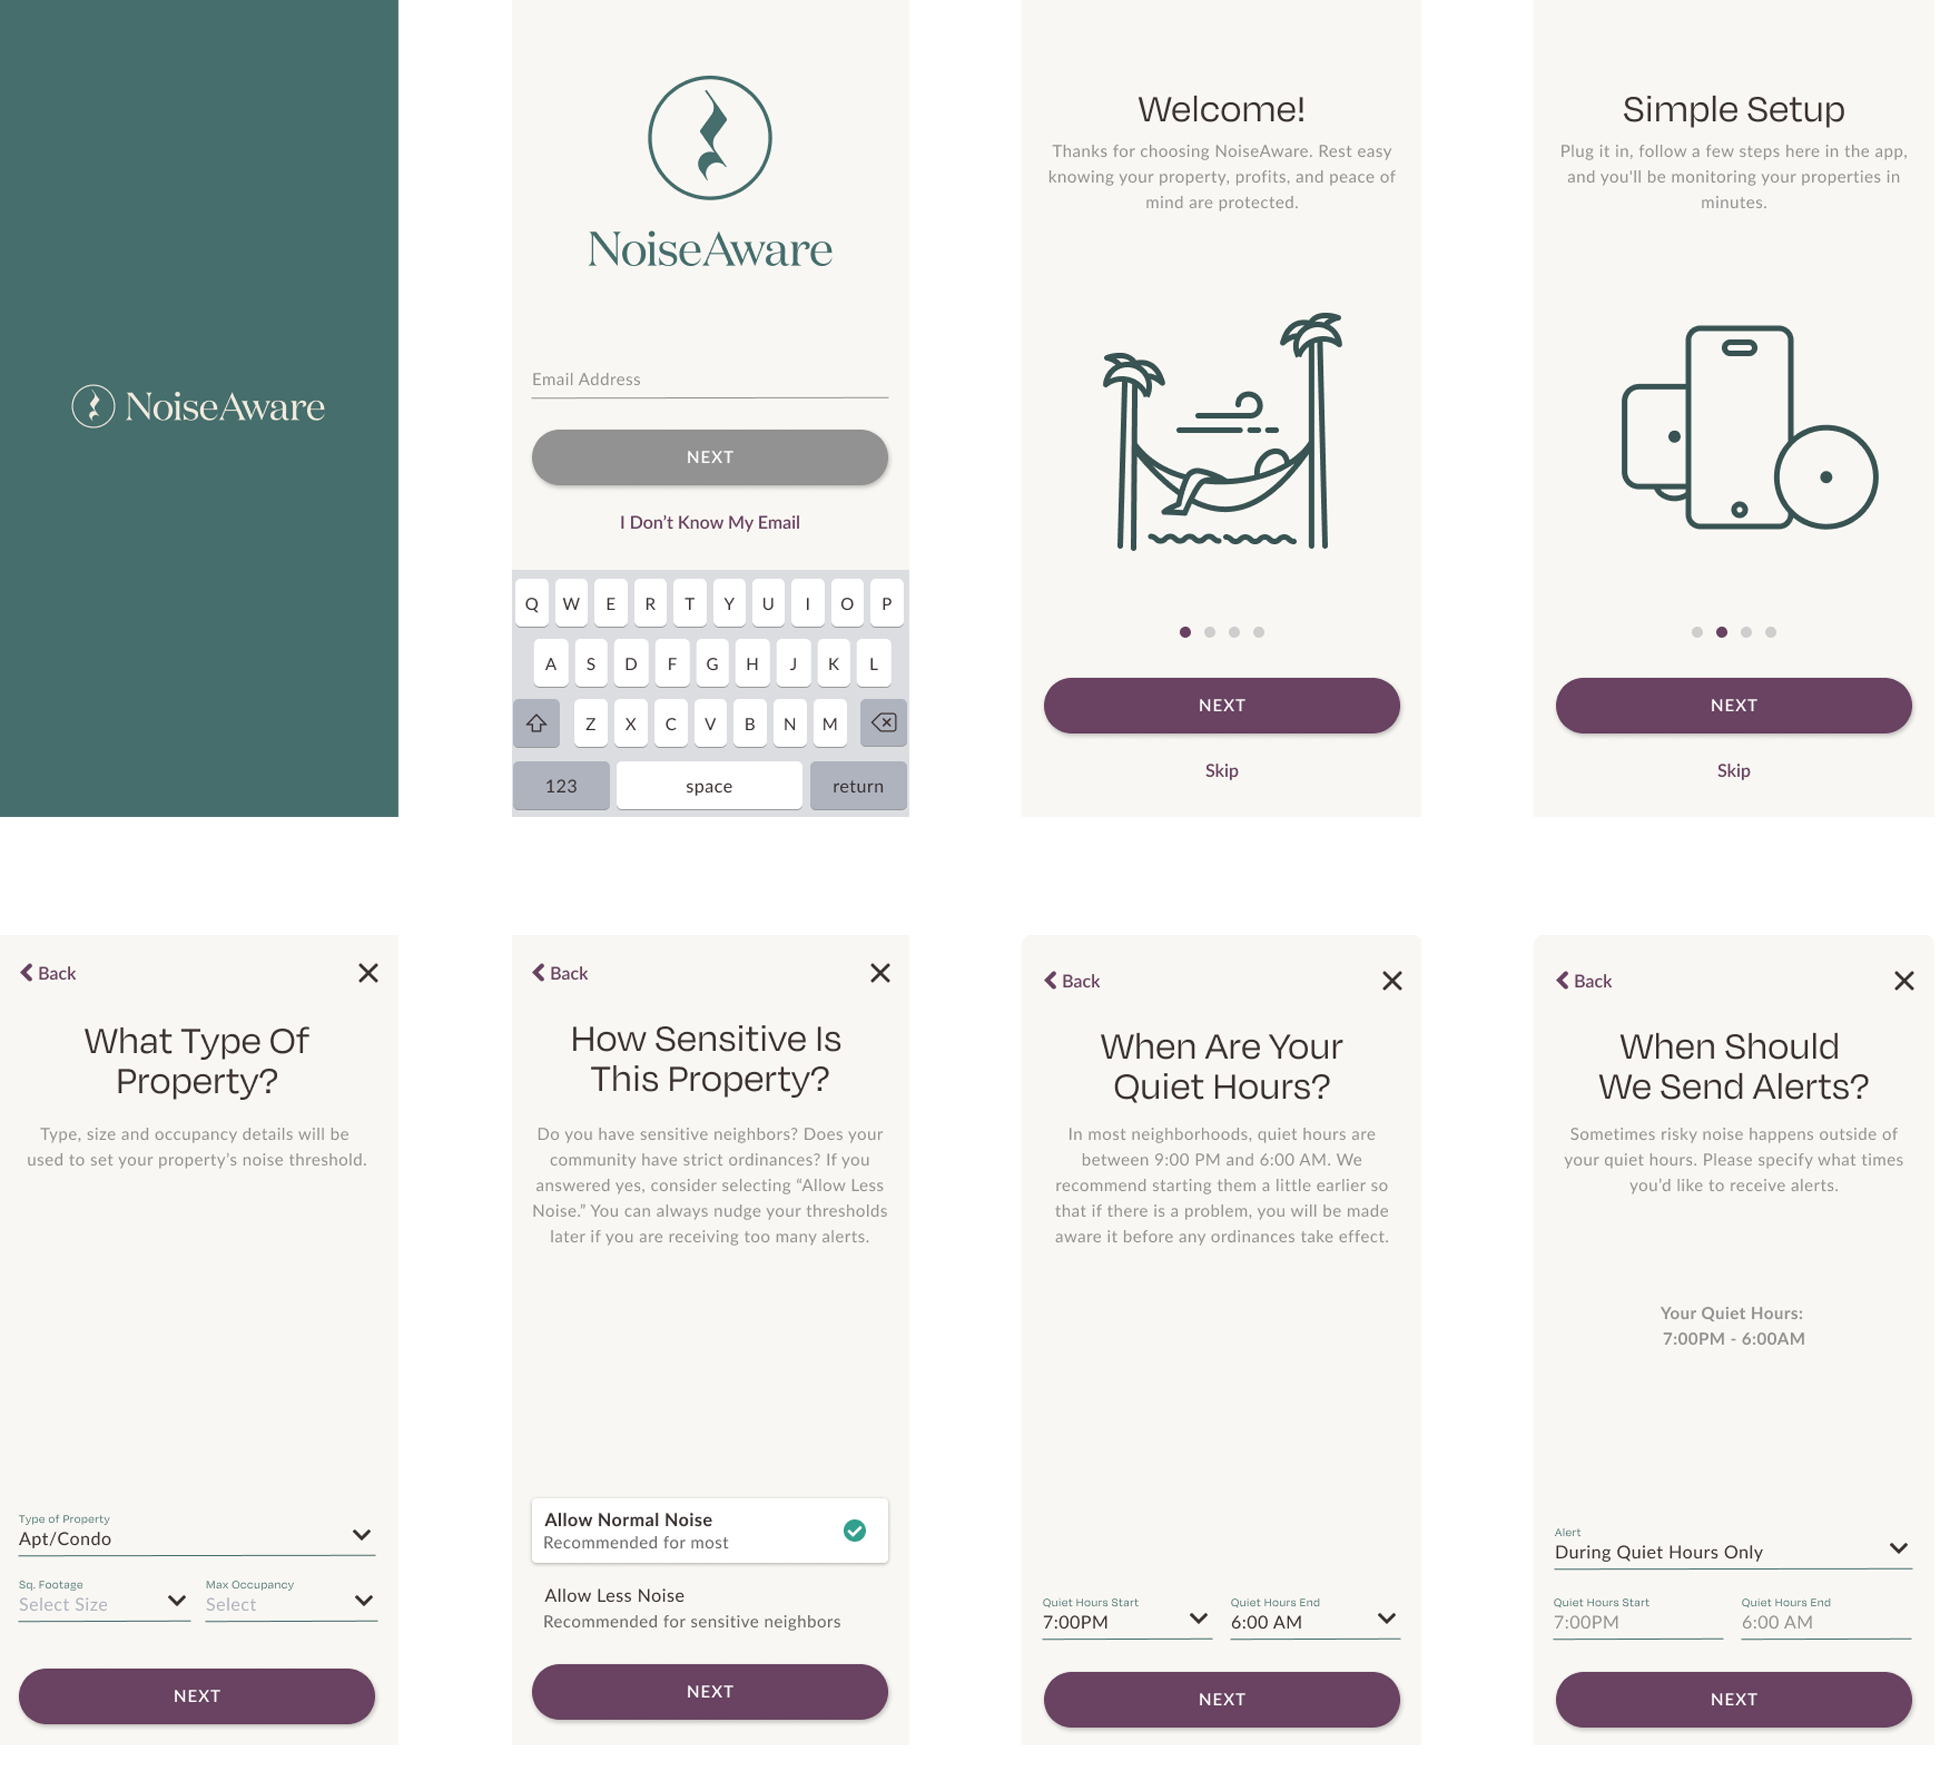 NoiseAware
NoiseAware
Email Address
NEXT
I Don’t Know My Email
Q W E R T Y U I O P
A S D F G H J K L
Z X C V B N M
123 space return
Welcome!
Thanks for choosing NoiseAware. Rest easy
knowing your property, profits, and peace of
mind are protected.
NEXT
Skip
Simple Setup
Plug it in, follow a few steps here in the app,
and you'll be monitoring your properties in
minutes.
NEXT
Skip
Back
What Type Of
Property?
Type, size and occupancy details will be
used to set your property’s noise threshold.
Type of Property
Apt/Condo
Sq. Footage Max Occupancy
Select Size Select
NEXT
Back
How Sensitive Is
This Property?
Do you have sensitive neighbors? Does your
community have strict ordinances? If you
answered yes, consider selecting “Allow Less
Noise.” You can always nudge your thresholds
later if you are receiving too many alerts.
Allow Normal Noise
Recommended for most
Allow Less Noise
Recommended for sensitive neighbors
NEXT
Back
When Are Your
Quiet Hours?
In most neighborhoods, quiet hours are
between 9:00 PM and 6:00 AM. We
recommend starting them a little earlier so
that if there is a problem, you will be made
aware it before any ordinances take effect.
Quiet Hours Start Quiet Hours End
7:00PM 6:00 AM
NEXT
Back
When Should
We Send Alerts?
Sometimes risky noise happens outside of
your quiet hours. Please specify what times
you’d like to receive alerts.
Your Quiet Hours:
7:00PM - 6:00AM
Alert
During Quiet Hours Only
Quiet Hours Start Quiet Hours End
7:00PM 6:00 AM
NEXT